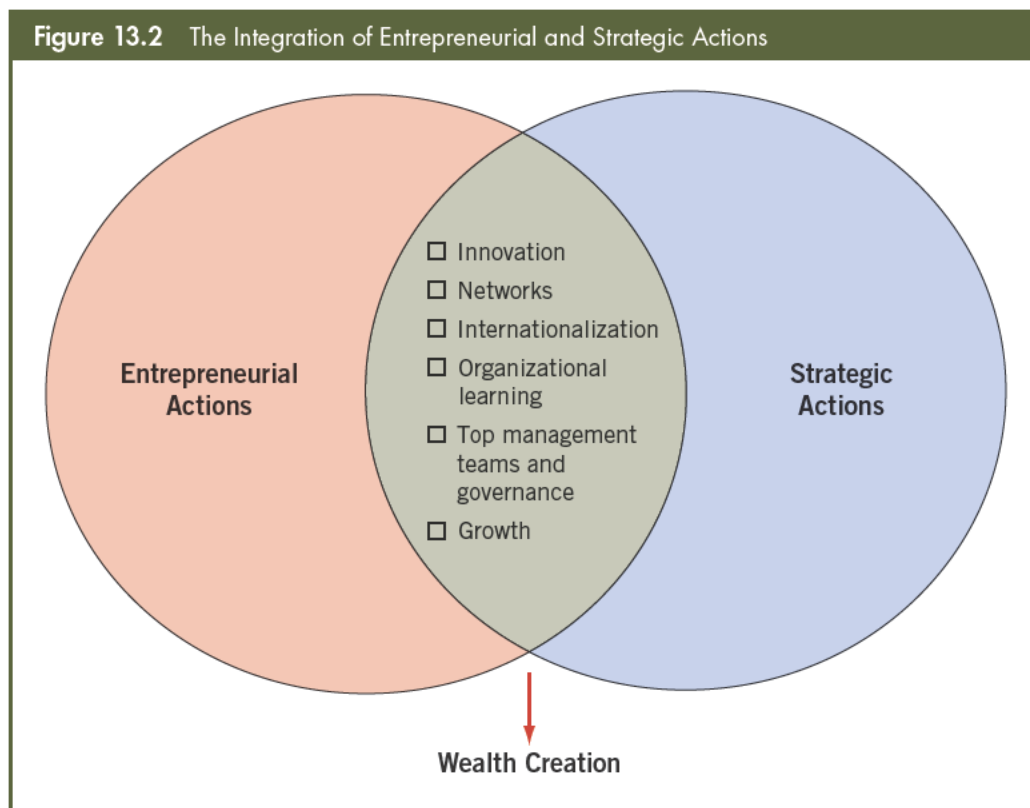 Figure 13.2 The Integration of Entrepreneurial and Strategic Actions
Entrepreneurial
Actions
Innovation
Networks
Internationalization
Organizational
learning
Top management
teams and
governance
Growth
Strategic
Actions
Wealth Creation